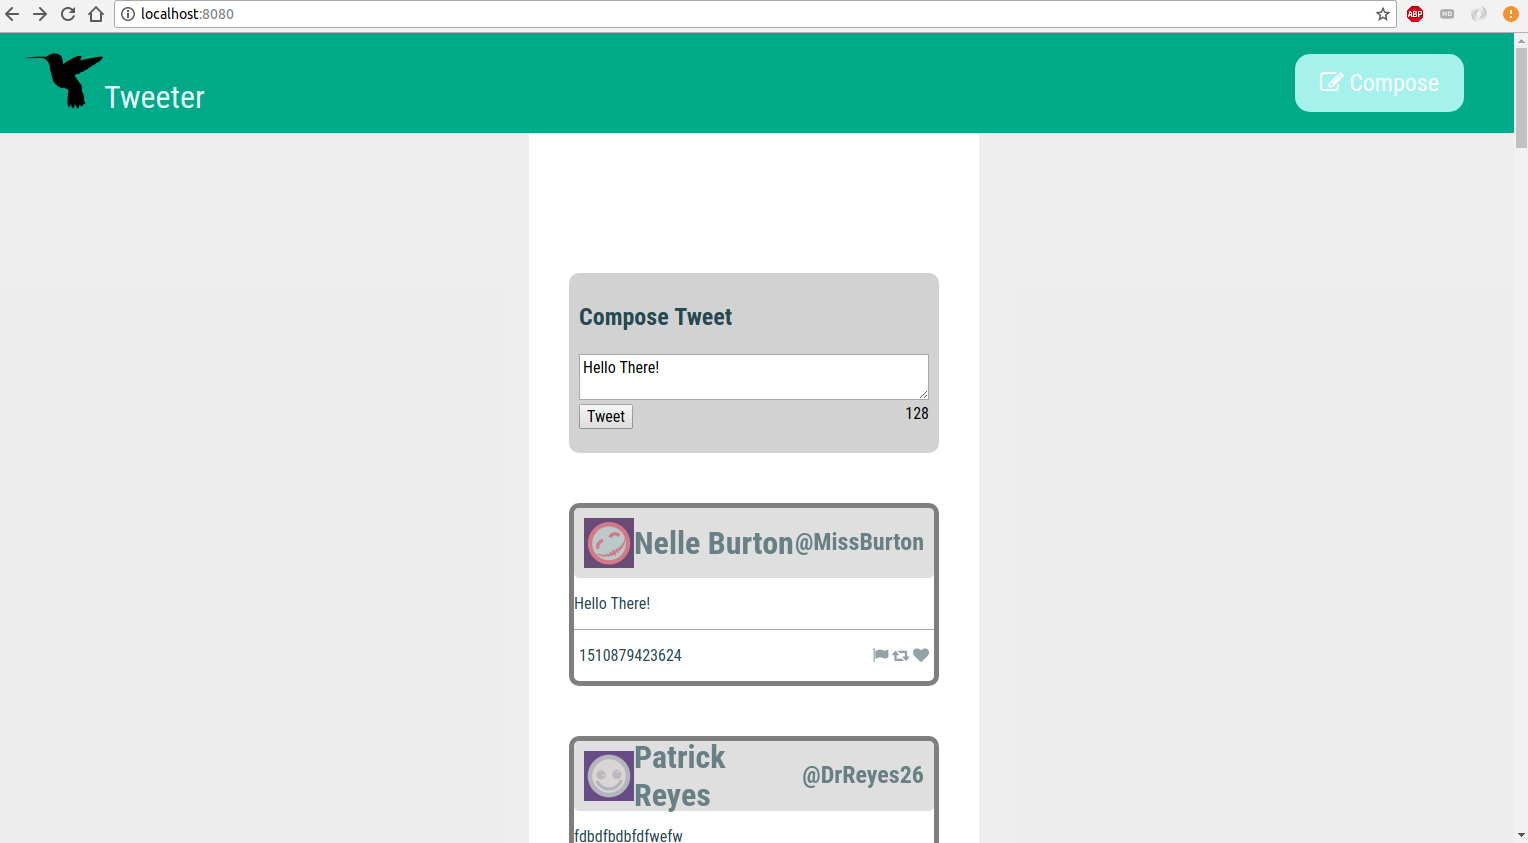 localhost:8080
ABP
HD
Tweeter
Compose
Compose Tweet
Hello There!
Tweet
128
Nelle Burton
@MissBurton
Hello There!
1510879423624
Patrick
Reyes
@DrReyes26
fdbdfbdbfdfwefw